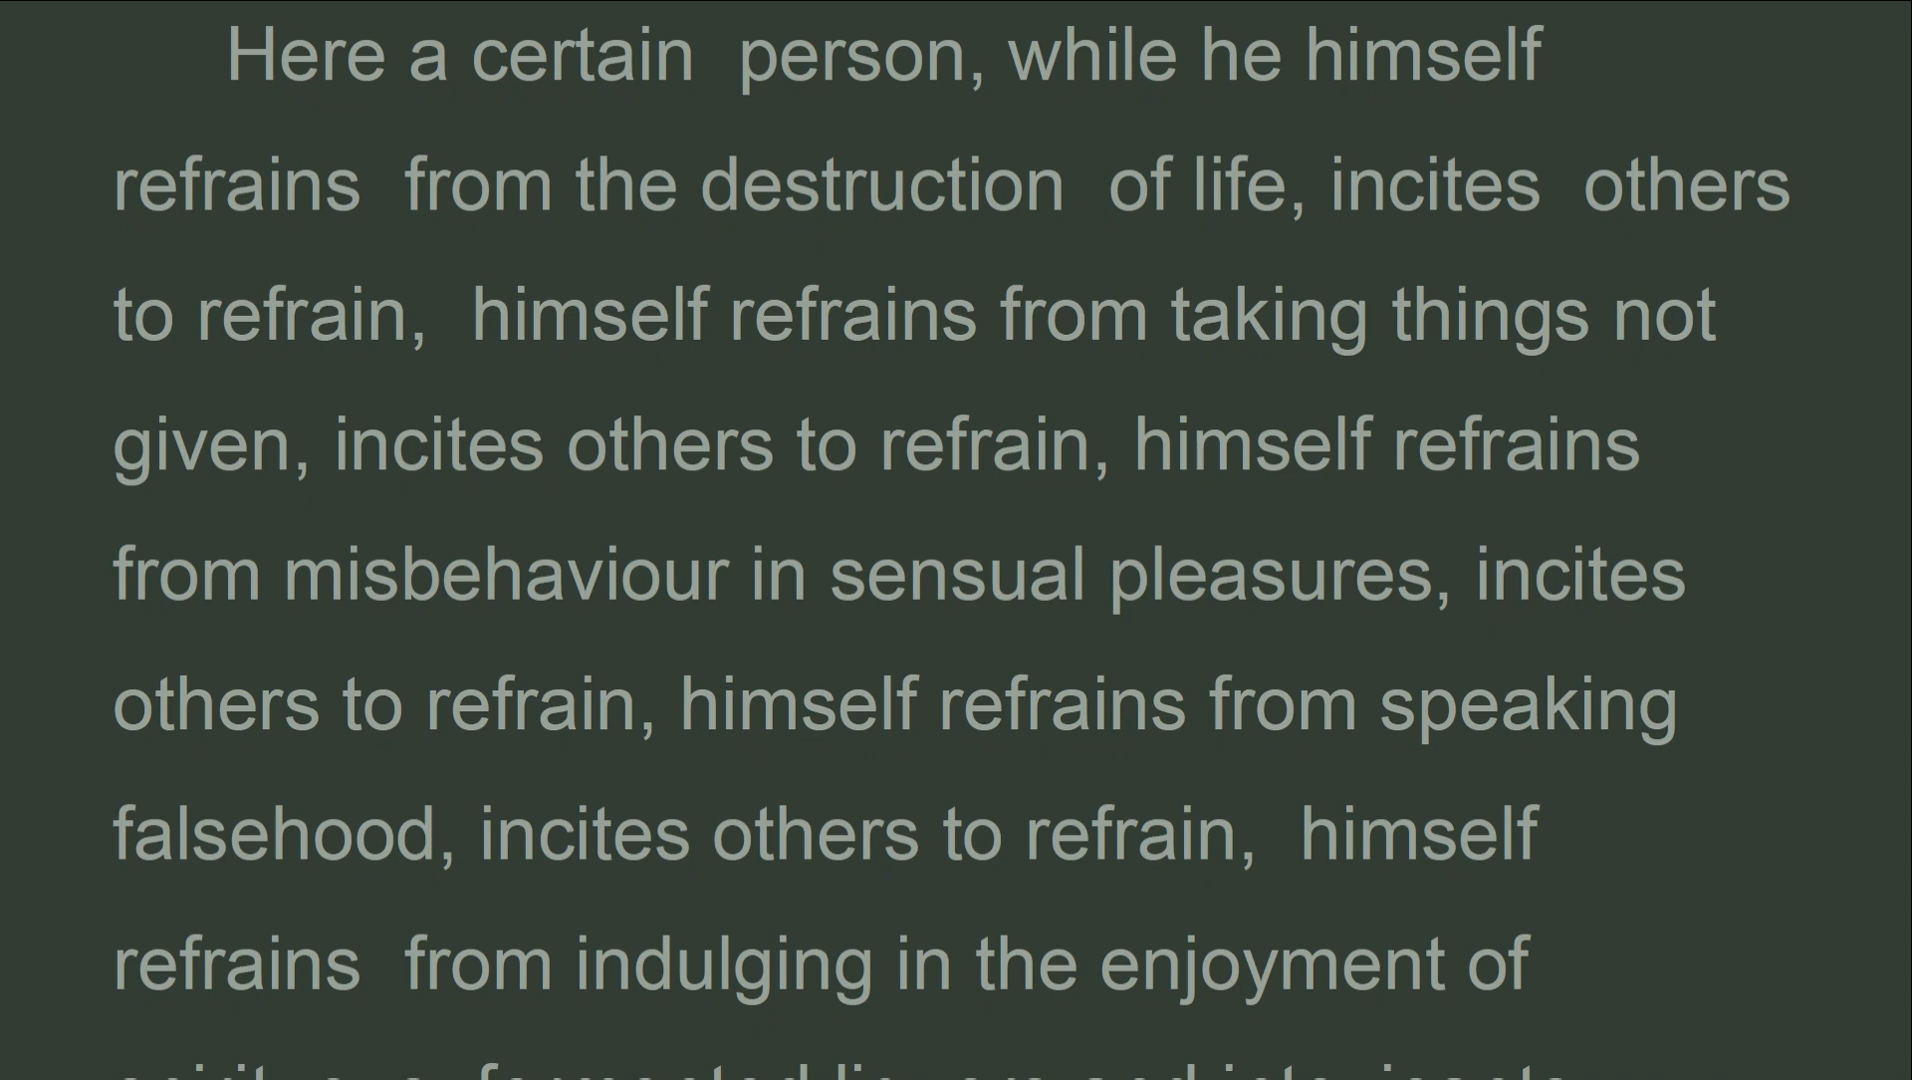 Here a certain  person, while he himself
refrains  from the destruction  of life, incites  others
to refrain,  himself refrains from taking things not
given, incites others to refrain, himself refrains
from misbehaviour in sensual pleasures, incites
others to refrain, himself refrains from speaking
falsehood, incites others to refrain,  himself
refrains  from indulging in the enjoyment of